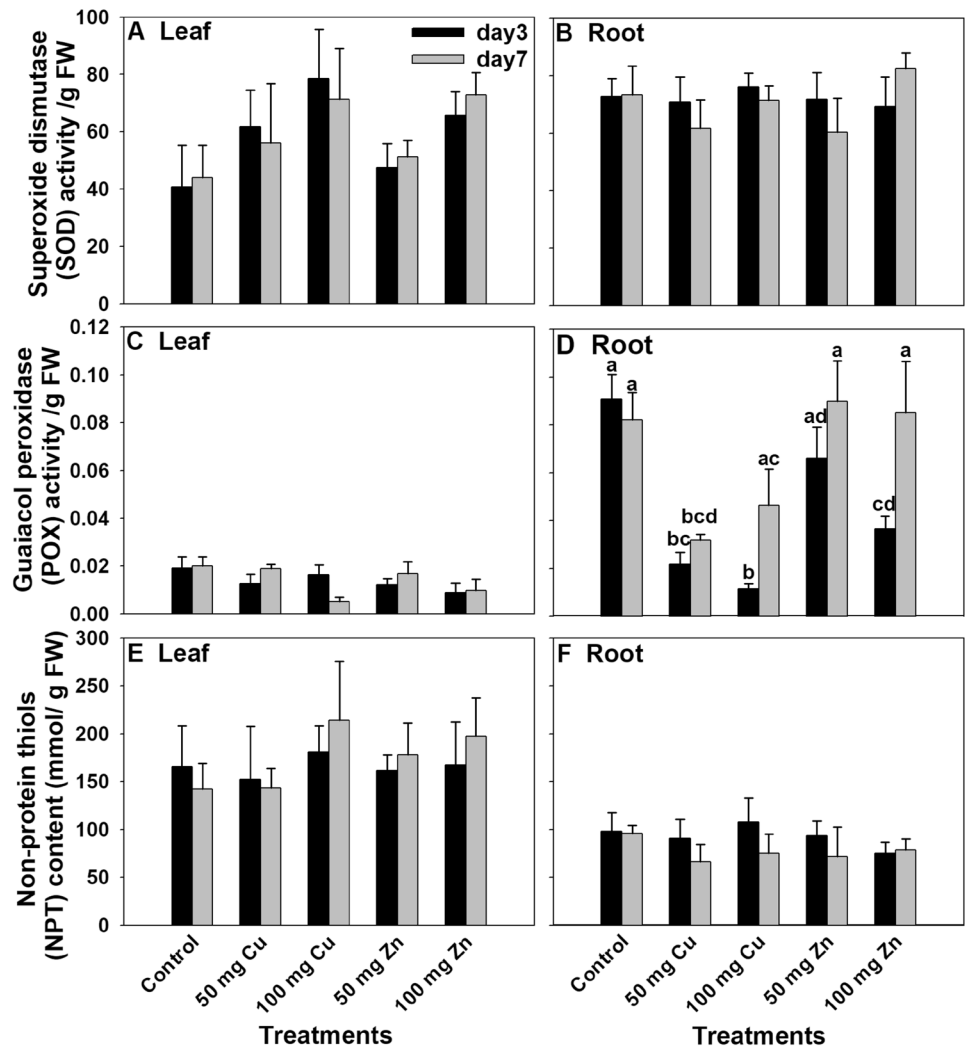 A Leaf
day3
day7
B Root
Superoxide dismutase
(SOD) activity /g FW
100
80
60
40
20
0
C Leaf
D Root
Guaiacol peroxidase
(POX) activity /g FW
0.12
0.10
0.08
0.06
0.04
0.02
0.00
a
a
bc
bcd
b
ac
ad
a
cd
a
E Leaf
F Root
Non-protein thiols
(NPT) content (mmol/ g FW)
300
250
200
150
100
50
0
Control
50 mg Cu
100 mg Cu
50 mg Zn
100 mg Zn
Control
50 mg Cu
100 mg Cu
50 mg Zn
100 mg Zn
Treatments
Treatments